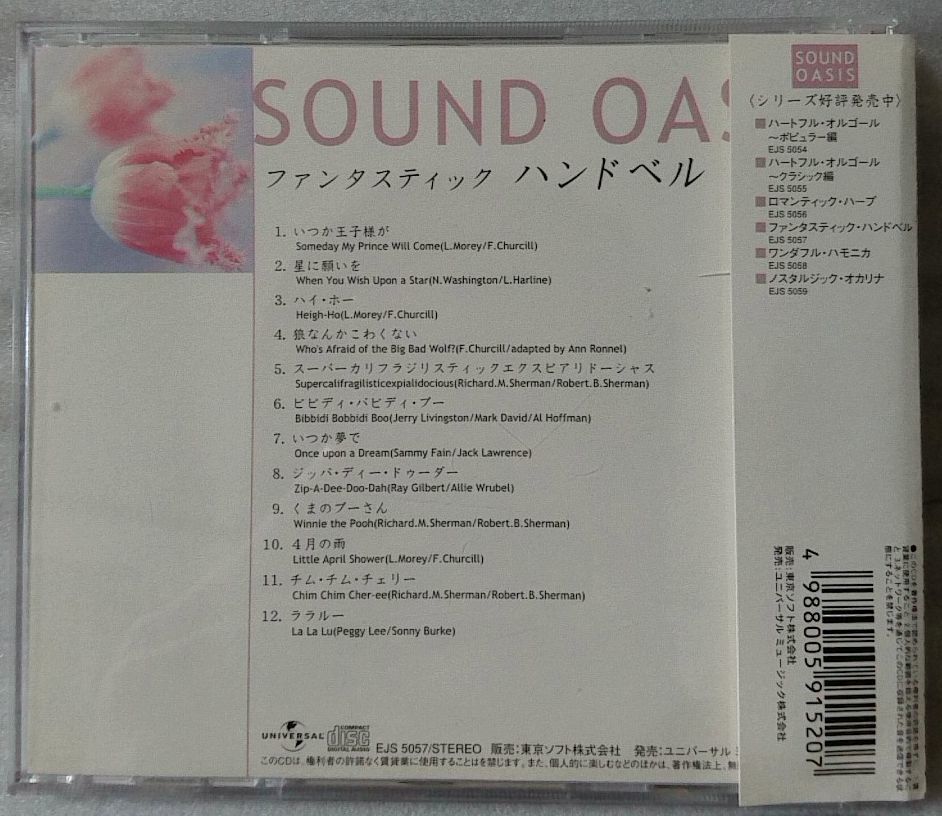 SOUND OAS
ファンタスティック ハンドベル
1. いつか王子様が
Someday My Prince Will Come(L.Morey/F.Churcill)
2. 星に願いを
When You Wish Upon a Star(N.Washington/L.Harline)
3. ハイ・ホー
Heigh-Ho(L.Morey/F.Churcill)
4. 狼なんかこわくない
Who's Afraid of the Big Bad Wolf?(F.Churcill/adapted by Ann Ronnel)
5. スーパーカリフラジリスティックエクスピアリドーシャス
Supercalifragilisticexpialidocious(Richard.M.Sherman/Robert.B.Sherman)
6. ビビディ・バビディ・ブー
Bibbidi Bobbidi Boo(Jerry Livingston/Mark David/Al Hoffman)
7. いつか夢で
Once upon a Dream(Sammy Fain/Jack Lawrence)
8. ジッパ・ディー・ドゥーダー
Zip-A-Dee-Doo-Dah(Ray Gilbert/Allie Wrubel)
9. くまのプーさん
Winnie the Pooh(Richard.M.Sherman/Robert.B.Sherman)
10. 4月の雨
Little April Shower(L.Morey/F.Churcill)
11. チム・チム・チェリー
Chim Chim Cher-ee(Richard.M.Sherman/Robert.B.Sherman)
12. ララルー
La La Lu(Peggy Lee/Sonny Burke)
UNIVERSAL
COMPACT
disc
DIGITAL AUDIO
EJS 5057/STEREO 販売:東京ソフト株式会社 発売:ユニバーサル ミ
このCDは、権利者の許諾なく賃貸業に使用することを禁じます。また、個人的に楽しむなどのほかは、著作権法上、無
SOUND
OASIS
〈シリーズ好評発売中〉
■ハートフル・オルゴール
〜ポピュラー編
EJS 5054
■ハートフル・オルゴール
〜クラシック編
EJS 5055
■ロマンティック・ハープ
EJS 5056
■ファンタスティック・ハンドベル
EJS 5057
■ワンダフル・ハモニカ
EJS 5058
■ノスタルジック・オカリナ
EJS 5059
販売:東京ソフト株式会社
発売:ユニバーサル ミュージック株式会社
4 988005 915207